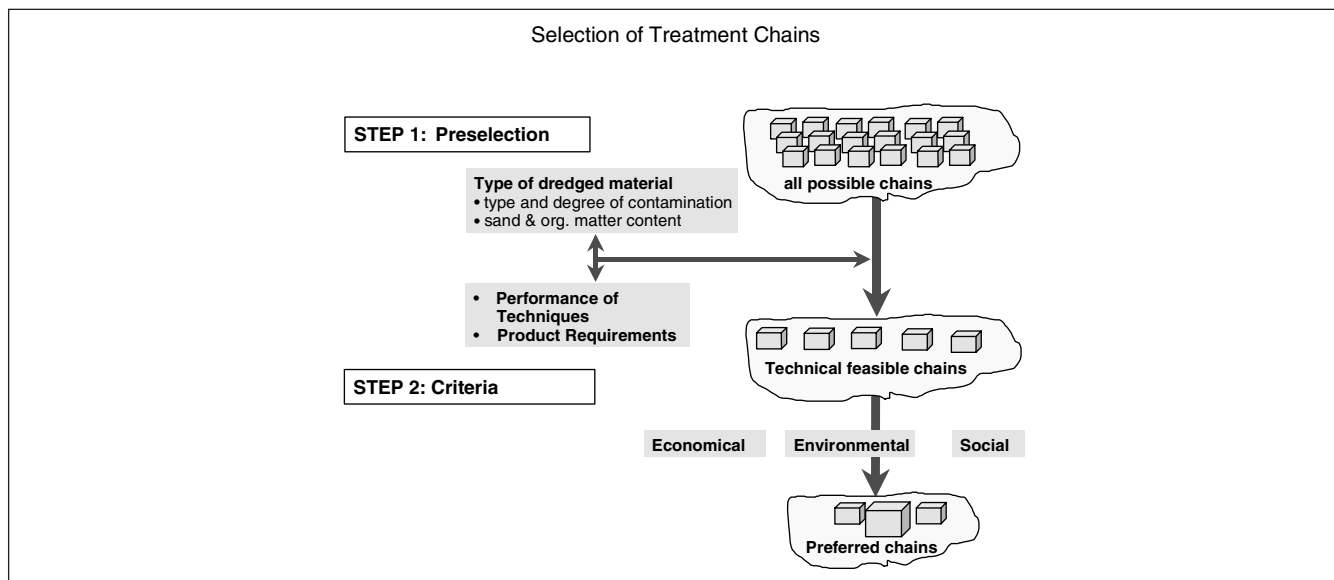 Selection of Treatment Chains
STEP 1: Preselection
all possible chains
Type of dredged material
• type and degree of contamination
• sand & org. matter content
• Performance of
Techniques
• Product Requirements
Technical feasible chains
STEP 2: Criteria
Economical
Environmental
Social
Preferred chains